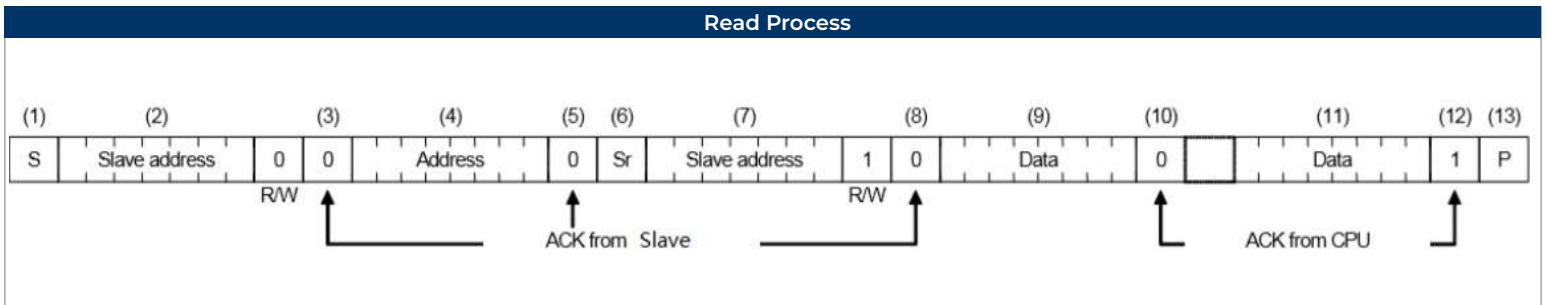 Read Process
(1) (2) (3) (4) (5) (6) (7) (8) (9) (10) (11) (12) (13)
S Slave address 0 0 Address 0 Sr Slave address 1 0 Data 0 Data 1 P
R/W R/W
ACK from Slave ACK from CPU